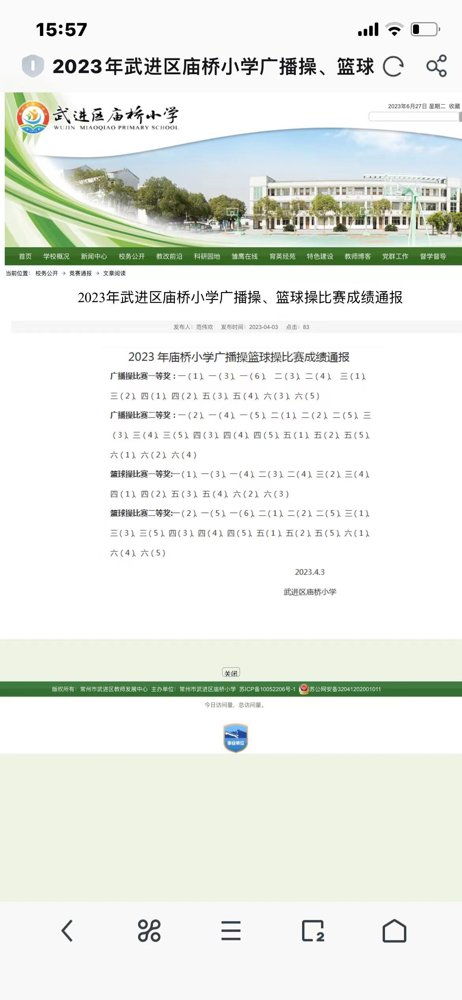 15:57
2023年武进区庙桥小学广播操、篮球
武进区庙桥小学
WUJIN MIAOQIAO PRIMARY SCHOOL
1913
2023年6月27日 星期二 收藏
首页 学校概况 新闻中心 校务公开 教改前沿 科研园地 雏鹰在线 育英经苑 特色建设 教师博客 党群工作 督学督导
当前位置： 校务公开 → 竞赛通报 → 文章阅读
2023年武进区庙桥小学广播操、篮球操比赛成绩通报
发布人：范伟欢 发布时间：2023-04-03 点击：83
2023 年庙桥小学广播操篮球操比赛成绩通报
广播操比赛一等奖：一（1）、一（3）、一（6）、 二（3）、二（4）、 三（1）、
三（2）、四（1）、四（2）、五（3）、五（4）、六（3）、六（5）
广播操比赛二等奖：一（2）、一（4）、一（5）、二（1）、二（2）、二（5）、三
（3）、三（4）、三（5）、四（3）、四（4）、四（5）、五（1）、五（2）、五（5）、
六（1）、六（2）、六（4）
篮球操比赛一等奖:一（1）、一（3）、一（4）、二（3）、二（4）、三（2）、三（4）、
四（1）、四（2）、五（3）、五（4）、六（2）、六（3）
篮球操比赛二等奖:一（2）、一（5）、一（6）、二（1）、二（2）、二（5）、三（1）、
三（3）、三（5）、四（3）、四（4）、四（5）、五（1）、五（2）、五（5）、六（1）、
六（4）、六（5）
2023.4.3
武进区庙桥小学
关闭
版权所有：常州市武进区教师发展中心 主办单位：常州市武进区庙桥小学 苏ICP备10052206号-1 苏公网安备32041202001011
今日访问量，总访问量。
事业单位
2